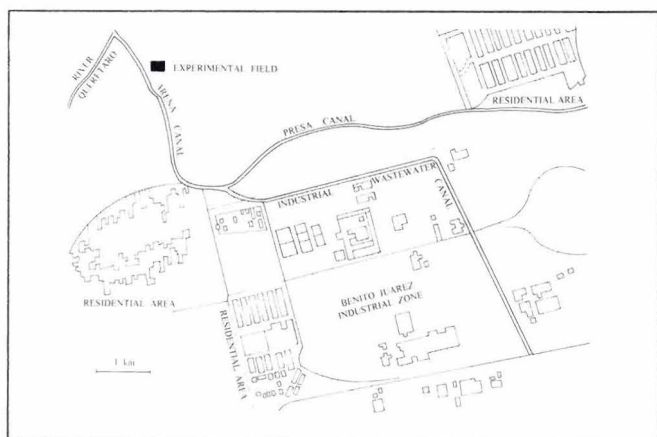 RIVER
QUERETARO
EXPERIMENTAL FIELD
ARENA CANAL
PRESA CANAL
RESIDENTIAL AREA
INDUSTRIAL WASTEWATER CANAL
RESIDENTIAL AREA
RESIDENTIAL AREA
BENITO JUAREZ
INDUSTRIAL ZONE
1 km